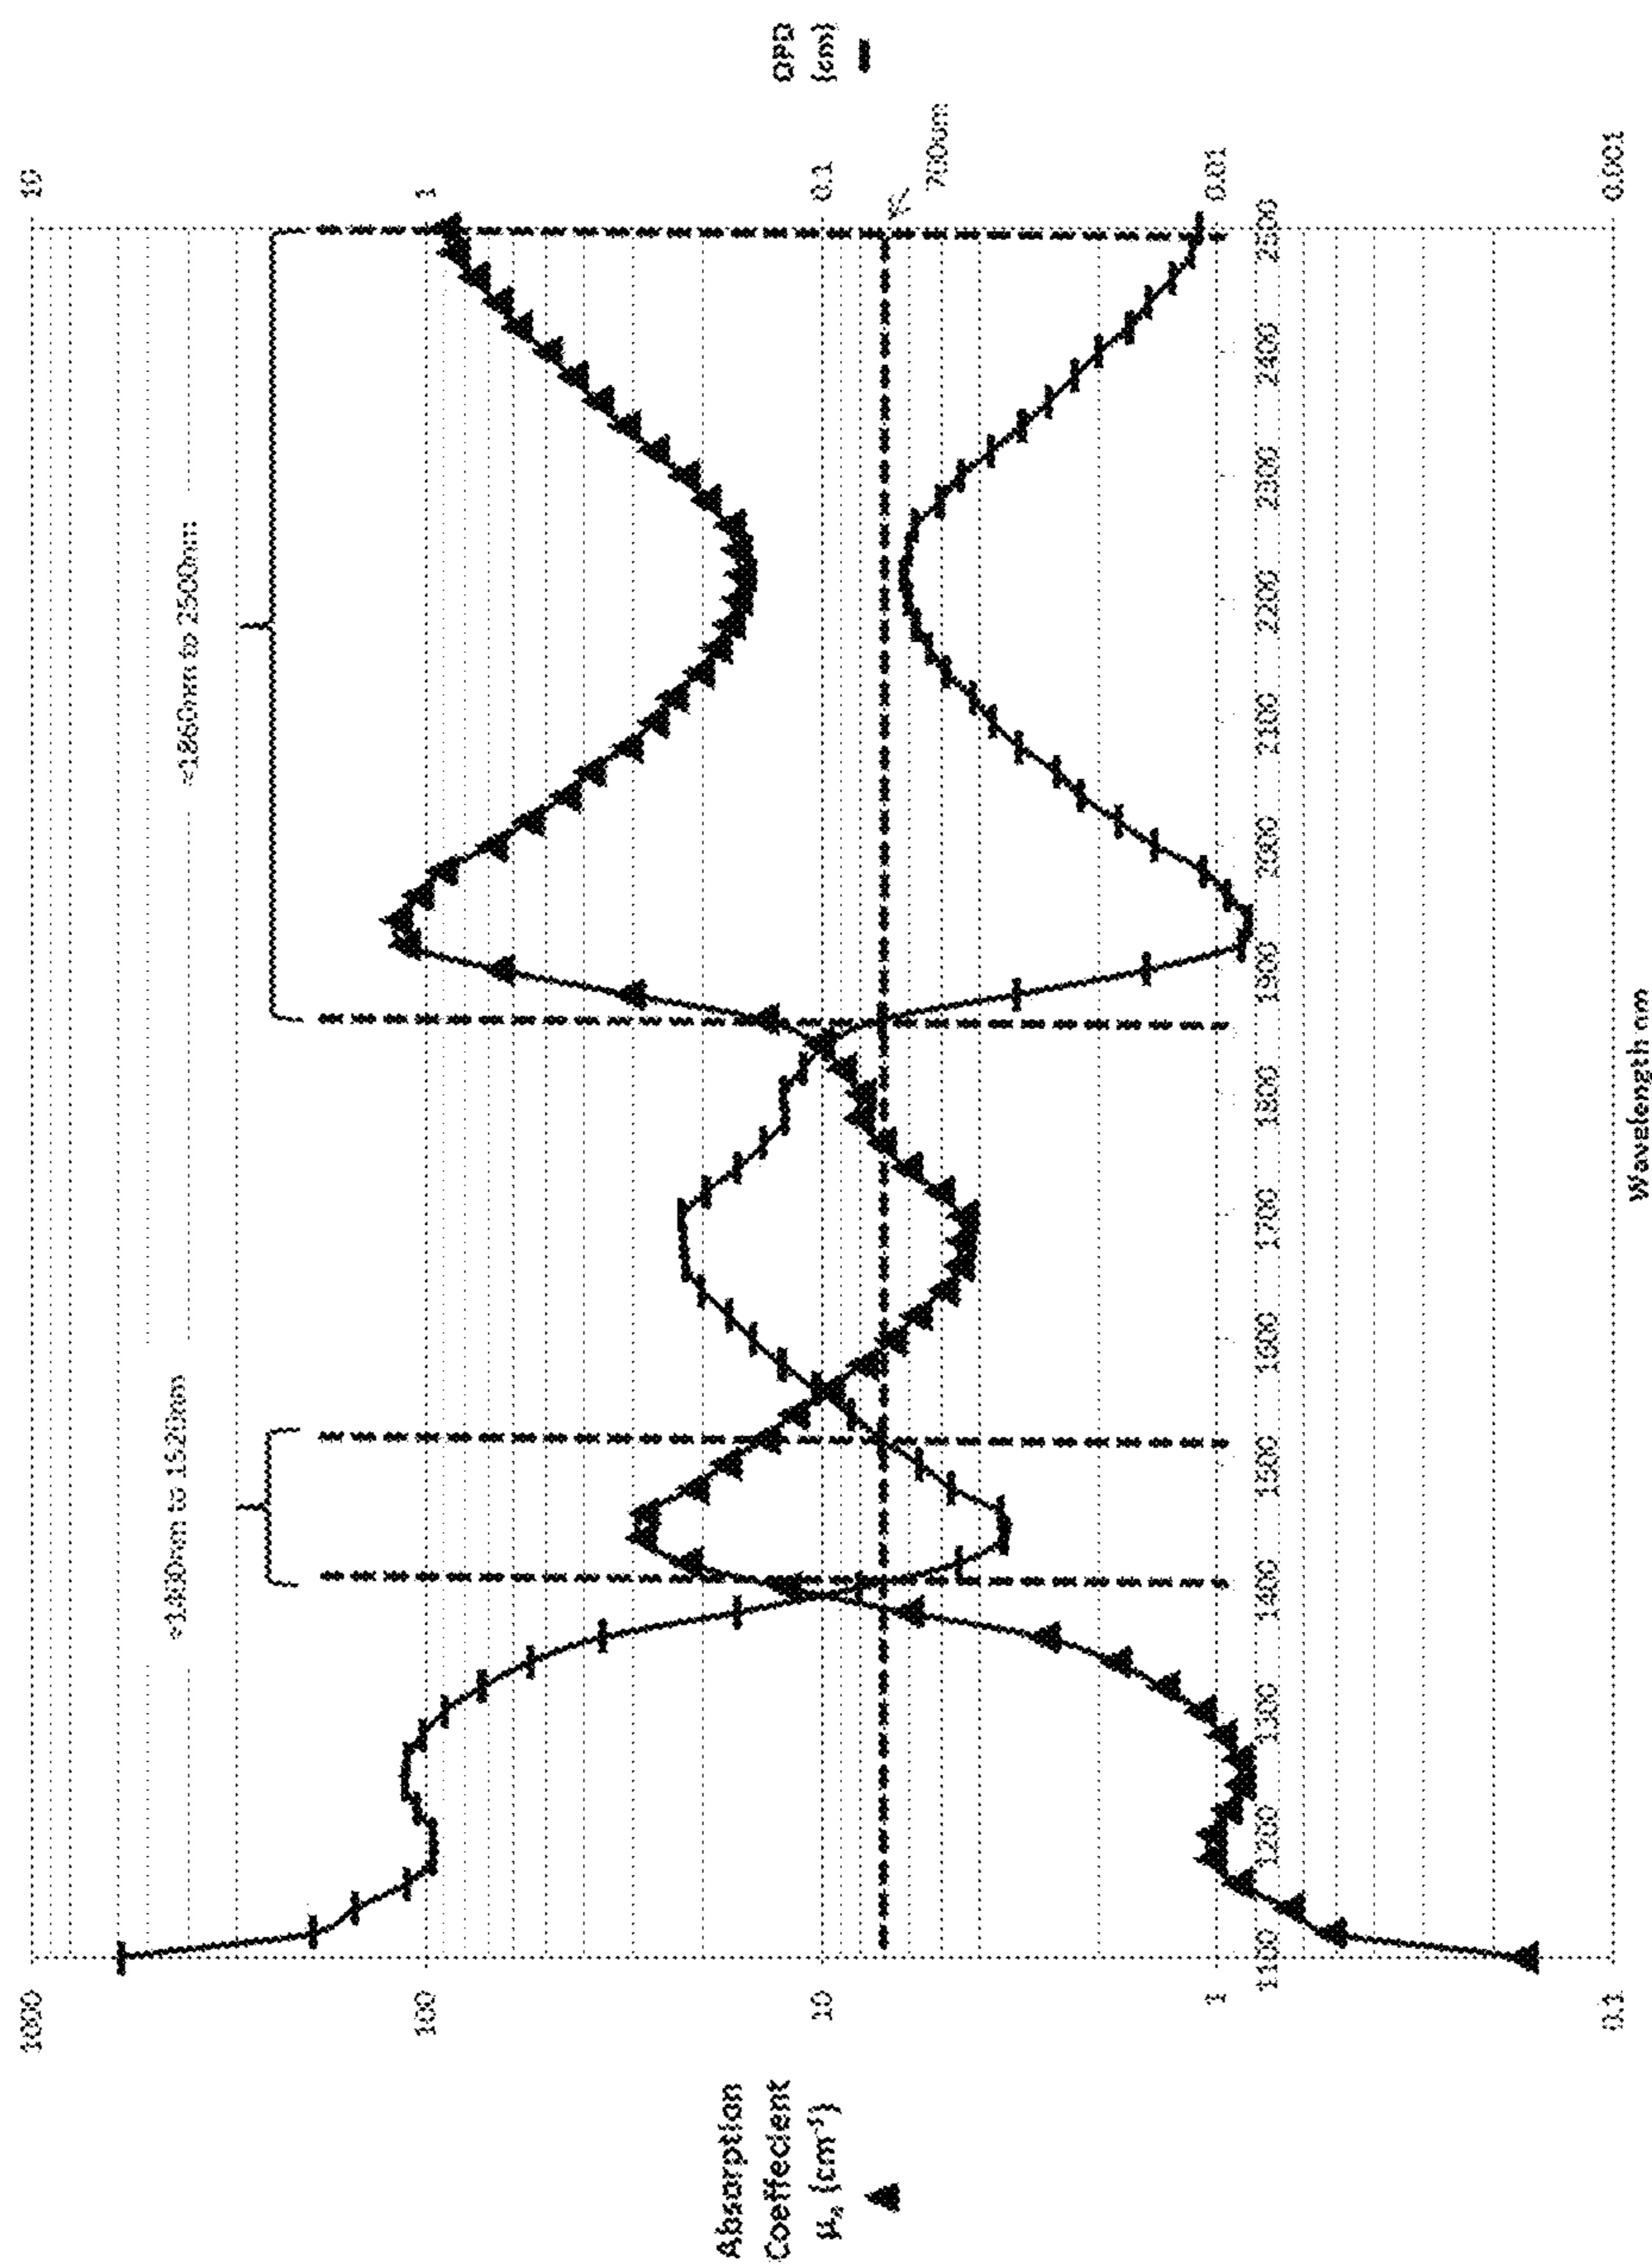 Absorption
Coeffecient
µa (cm⁻¹)
1000
100
10
1
0.1
≈1400nm to 1520nm
≈1860nm to 2500nm
1100
1200
1300
1400
1500
1600
1700
1800
1900
2000
2100
2200
2300
2400
2500
Wavelength nm
10
1
0.1
0.01
0.001
700um
OPD
(cm)